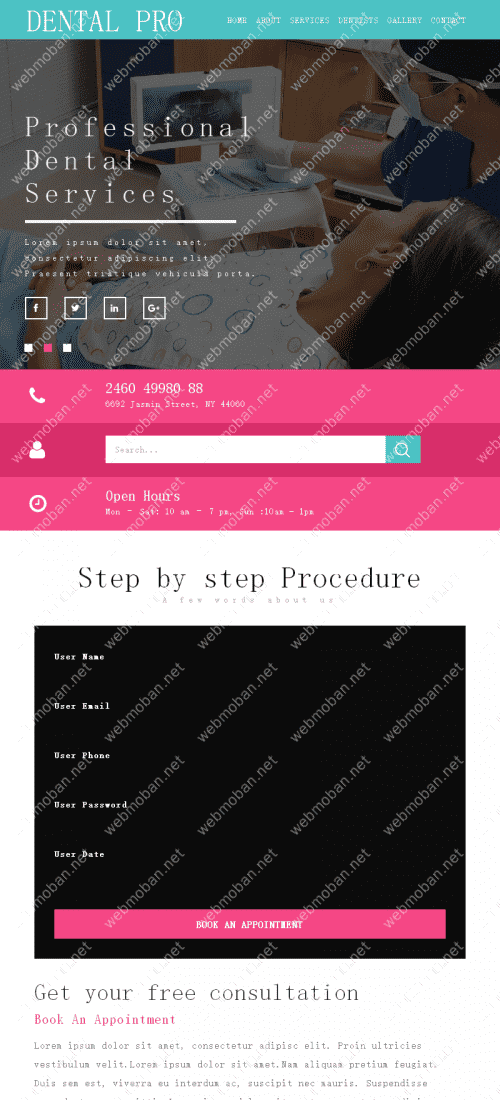 DENTAL PRO
HOME ABOUT SERVICES DENTISTS GALLERY CONTACT
Professional
Dental
Services
Lorem ipsum dolor sit amet,
consectetur adipiscing elit.
Praesent tristique vehicula porta.
2460 49980 88
6692 Jasmin Street, NY 44060
Search...
Open Hours
Mon - Sat: 10 am - 7 pm, Sun :10am - 1pm
Step by step Procedure
A few words about us
User Name
User Email
User Phone
User Password
User Date
BOOK AN APPOINTMENT
Get your free consultation
Book An Appointment
Lorem ipsum dolor sit amet, consectetur adipisc elit. Proin ultricies
vestibulum velit.Lorem ipsum dolor sit amet.Nam aliquam pretium feugiat.
Duis sem est, viverra eu interdum ac, suscipit nec mauris. Suspendisse
webmoban.net